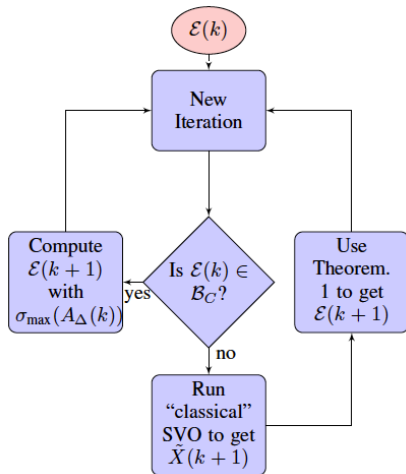 ℰ(k)
New
Iteration
Compute
ℰ(k + 1)
with
σ_max(A_Δ(k))
Is ℰ(k) ∈
ℬ_C?
yes
Use
Theorem.
1 to get
ℰ(k + 1)
no
Run
“classical”
SVO to get
X̃(k + 1)